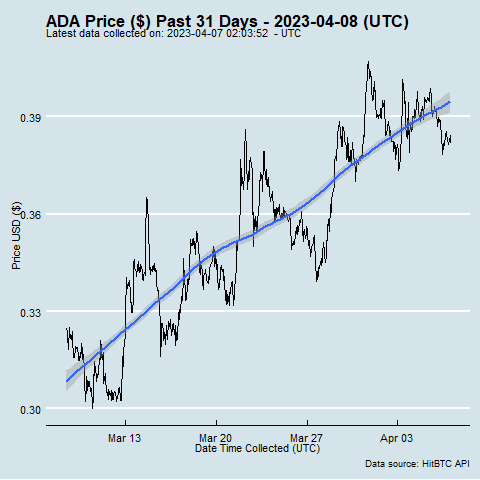 ADA Price ($) Past 31 Days - 2023-04-08 (UTC)
Latest data collected on: 2023-04-07 02:03:52 - UTC
0.39
0.36
Price USD ($)
0.33
0.30
Mar 13 Mar 20 Mar 27 Apr 03
Date Time Collected (UTC)
Data source: HitBTC API